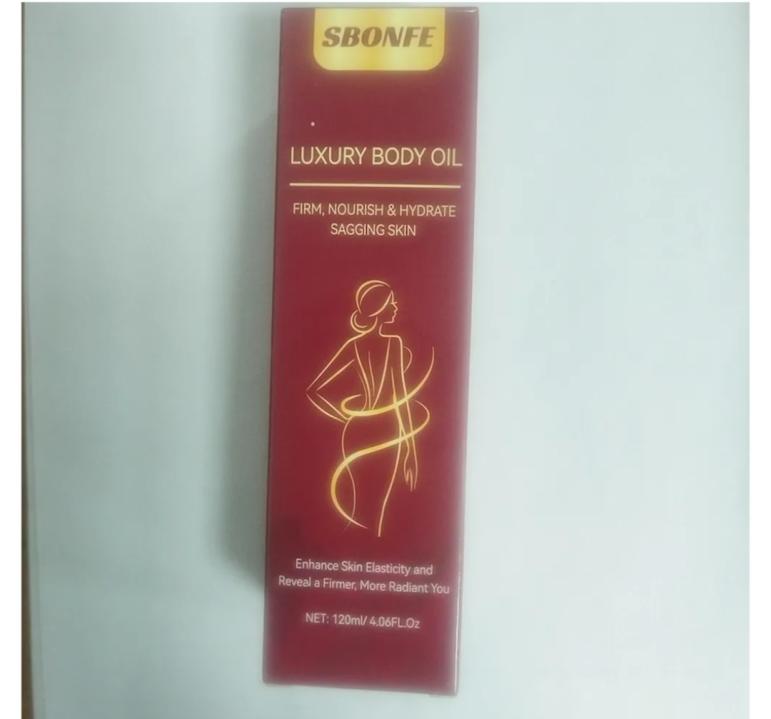 SBONFE
LUXURY BODY OIL
FIRM, NOURISH & HYDRATE
SAGGING SKIN
Enhance Skin Elasticity and
Reveal a Firmer, More Radiant You
NET: 120ml/ 4.06FL.Oz